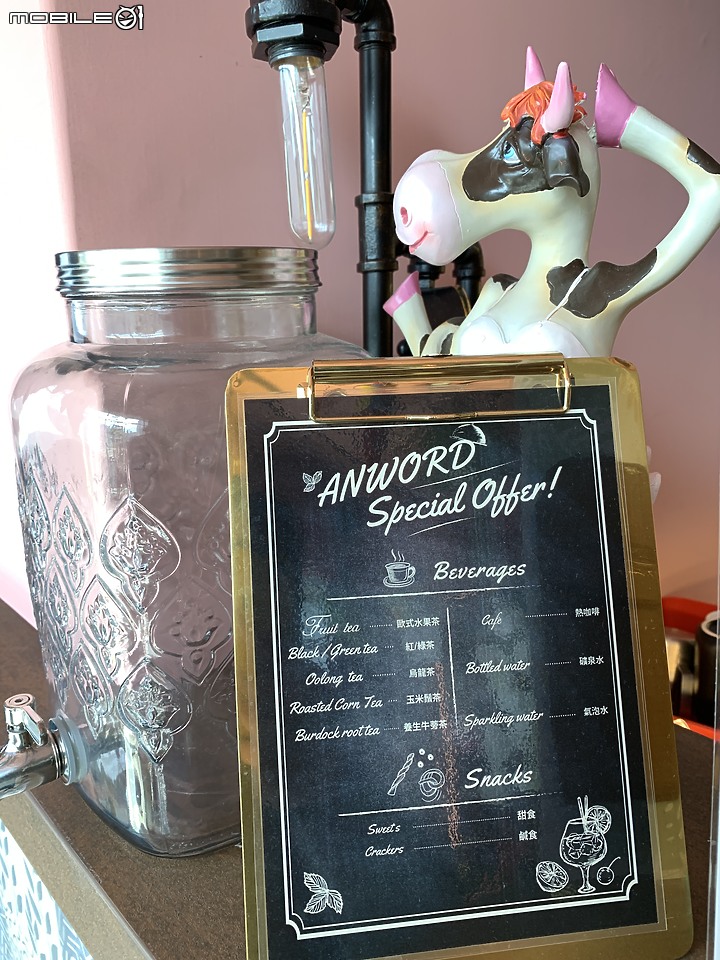 MOBILE01
ANWORD
Special Offer!
Beverages
Fruit tea 歐式水果茶
Black / Green tea 紅/綠茶
Oolong tea 烏龍茶
Roasted Corn Tea 玉米鬚茶
Burdock root tea 養生牛蒡茶
Cafe 熱咖啡
Bottled water 礦泉水
Sparkling water 氣泡水
Snacks
Sweet's 甜食
Crackers 鹹食